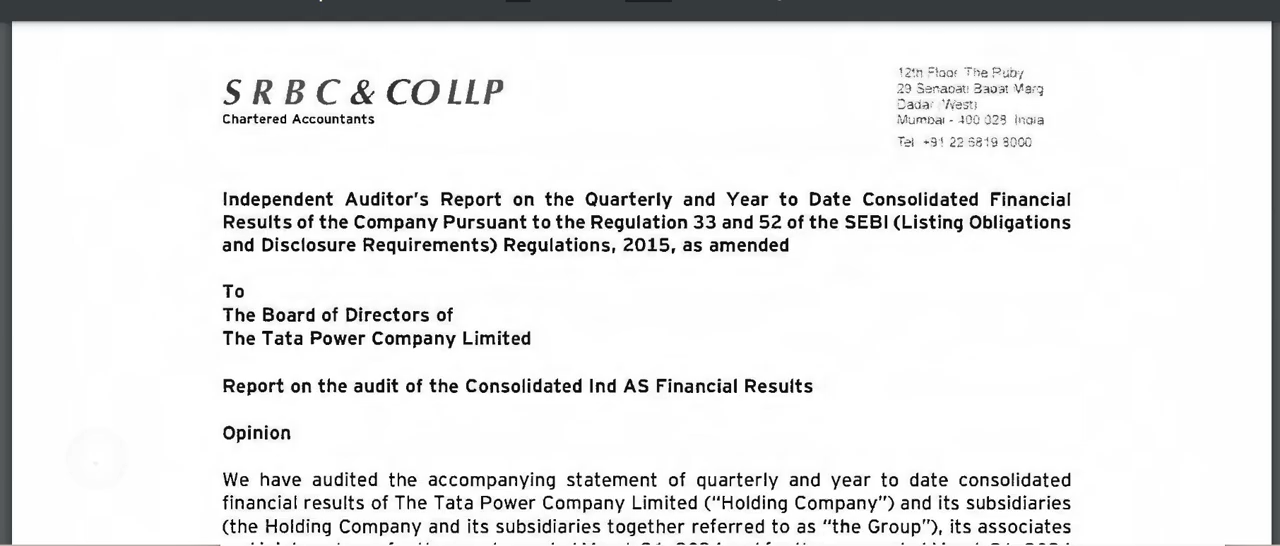 S R B C & CO LLP
Chartered Accountants
12th Floor The Ruby
29 Senapati Bapat Marg
Dadar (West)
Mumbai - 400 028 India
Tel +91 22 6819 8000
Independent Auditor's Report on the Quarterly and Year to Date Consolidated Financial
Results of the Company Pursuant to the Regulation 33 and 52 of the SEBI (Listing Obligations
and Disclosure Requirements) Regulations, 2015, as amended
To
The Board of Directors of
The Tata Power Company Limited
Report on the audit of the Consolidated Ind AS Financial Results
Opinion
We have audited the accompanying statement of quarterly and year to date consolidated
financial results of The Tata Power Company Limited (“Holding Company”) and its subsidiaries
(the Holding Company and its subsidiaries together referred to as “the Group”), its associates